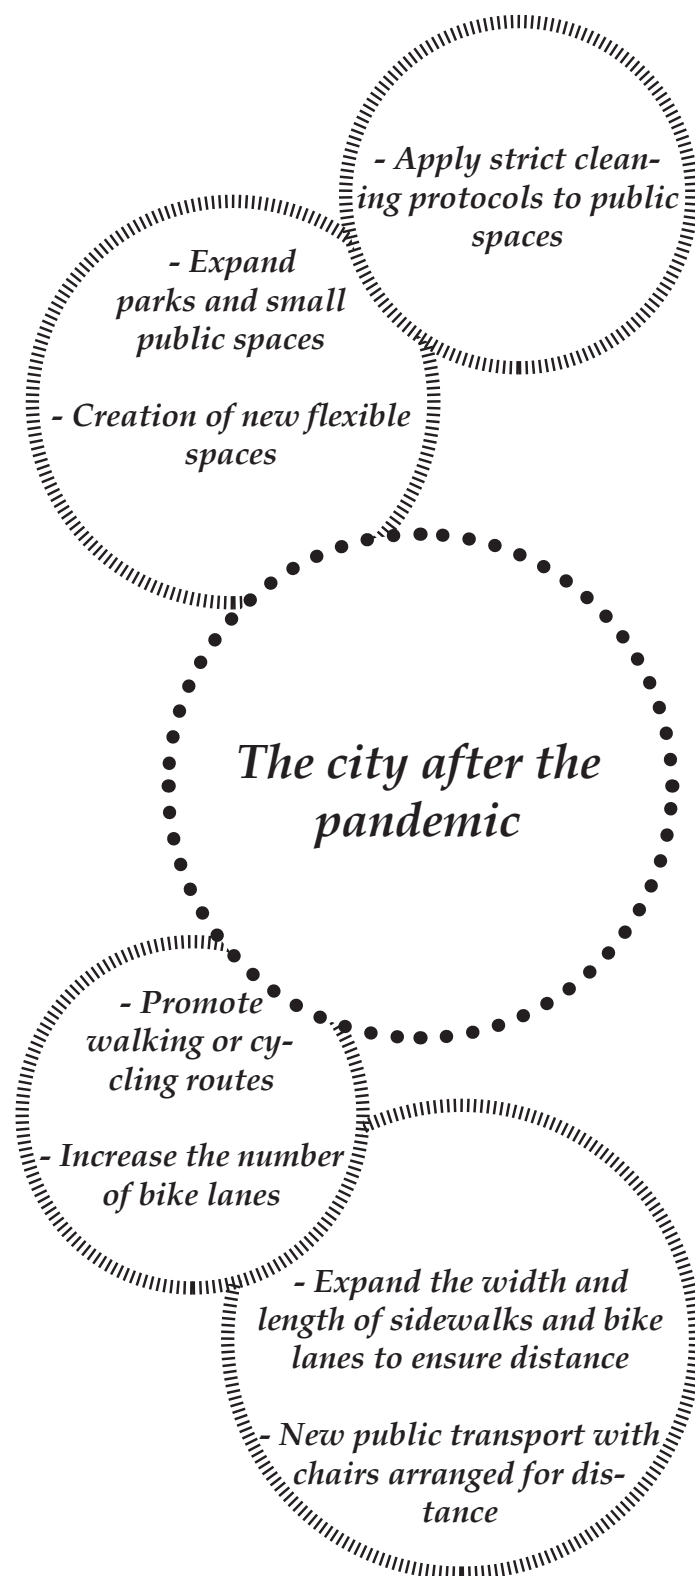 - Apply strict clean-
ing protocols to public
spaces
- Expand
parks and small
public spaces
- Creation of new flexible
spaces
The city after the
pandemic
- Promote
walking or cy-
cling routes
- Increase the number
of bike lanes
- Expand the width and
length of sidewalks and bike
lanes to ensure distance
- New public transport with
chairs arranged for dis-
tance